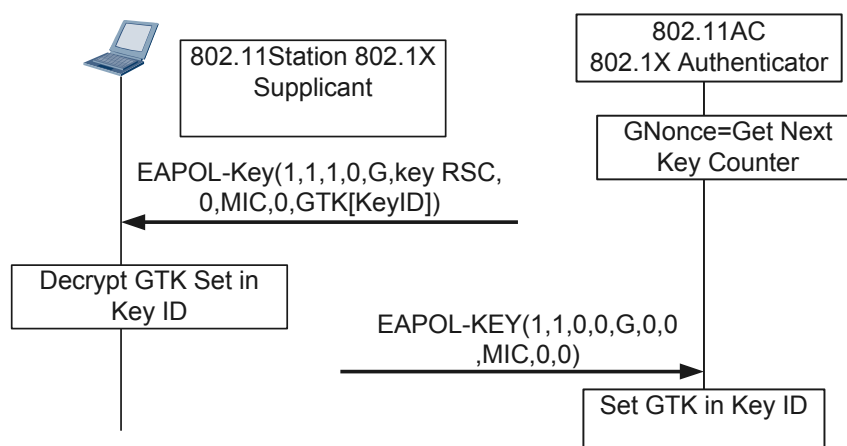 802.11Station 802.1X
Supplicant
802.11AC
802.1X Authenticator
GNonce=Get Next
Key Counter
EAPOL-Key(1,1,1,0,G,key RSC,
0,MIC,0,GTK[KeyID])
Decrypt GTK Set in
Key ID
EAPOL-KEY(1,1,0,0,G,0,0
,MIC,0,0)
Set GTK in Key ID